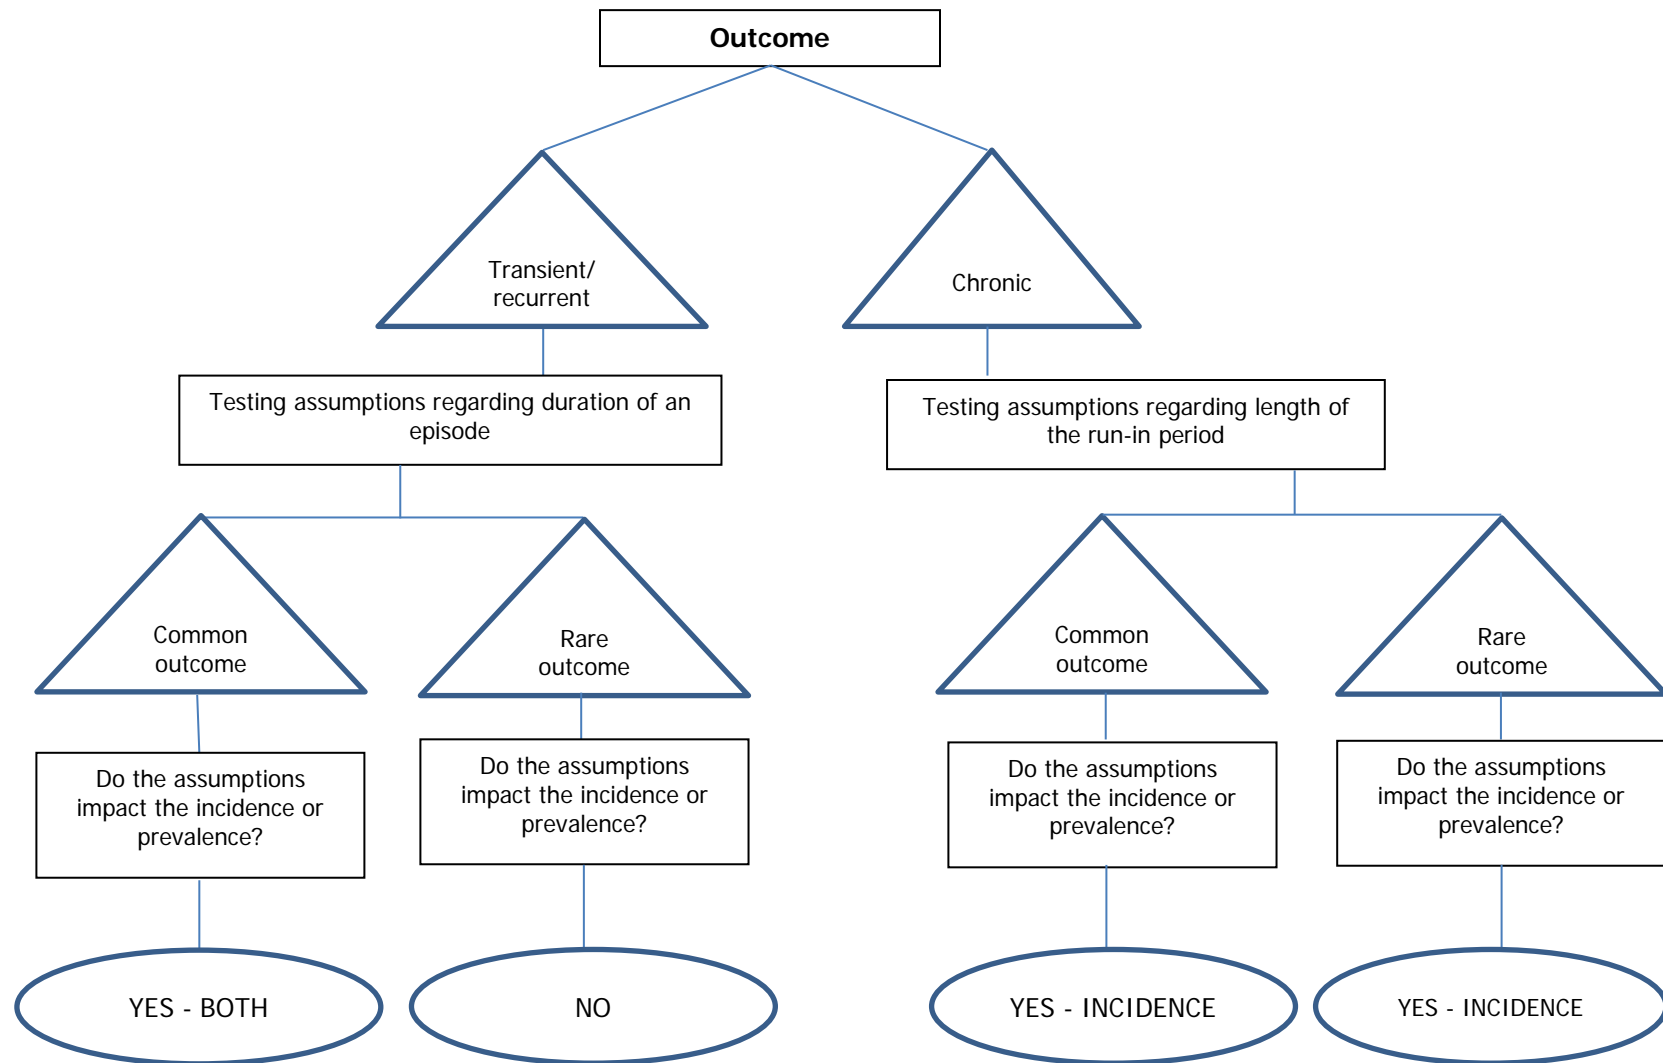 Outcome
Transient/
recurrent
Chronic
Testing assumptions regarding duration of an
episode
Testing assumptions regarding length of
the run-in period
Common
outcome
Rare
outcome
Common
outcome
Rare
outcome
Do the assumptions
impact the incidence or
prevalence?
Do the assumptions
impact the incidence or
prevalence?
Do the assumptions
impact the incidence or
prevalence?
Do the assumptions
impact the incidence or
prevalence?
YES - BOTH
NO
YES - INCIDENCE
YES - INCIDENCE